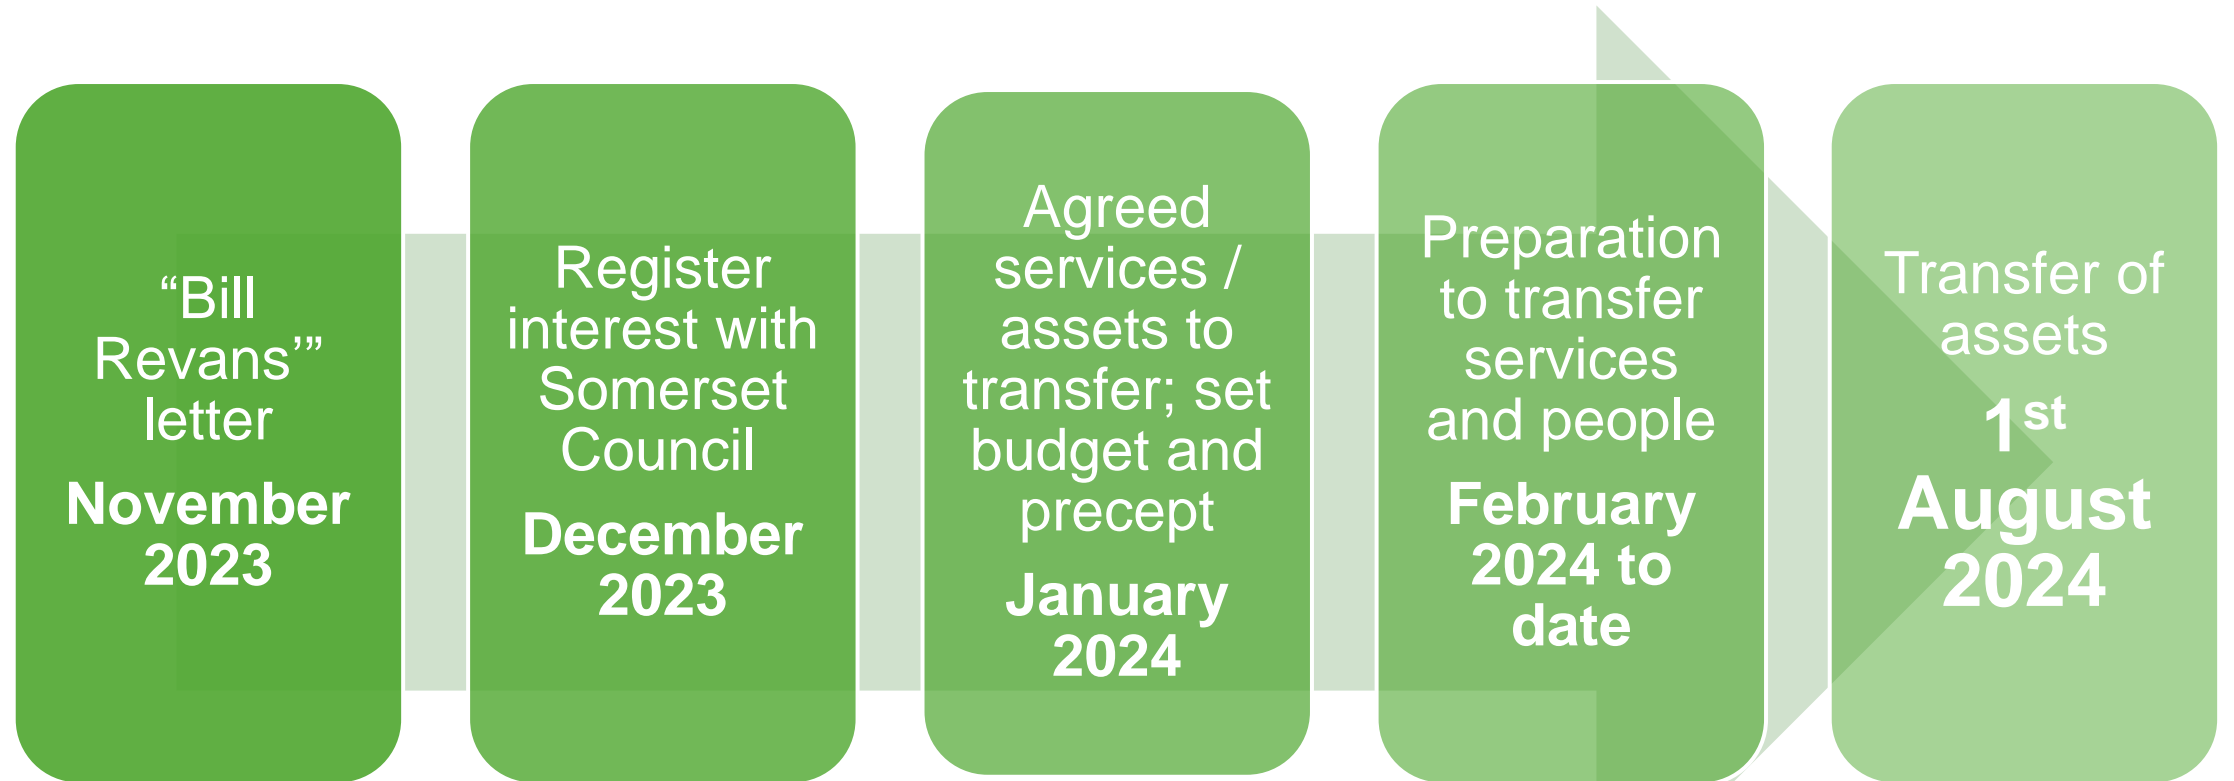 “Bill
Revans’”
letter
November
2023
Register
interest with
Somerset
Council
December
2023
Agreed
services /
assets to
transfer; set
budget and
precept
January
2024
Preparation
to transfer
services
and people
February
2024 to
date
Transfer of
assets
1st
August
2024